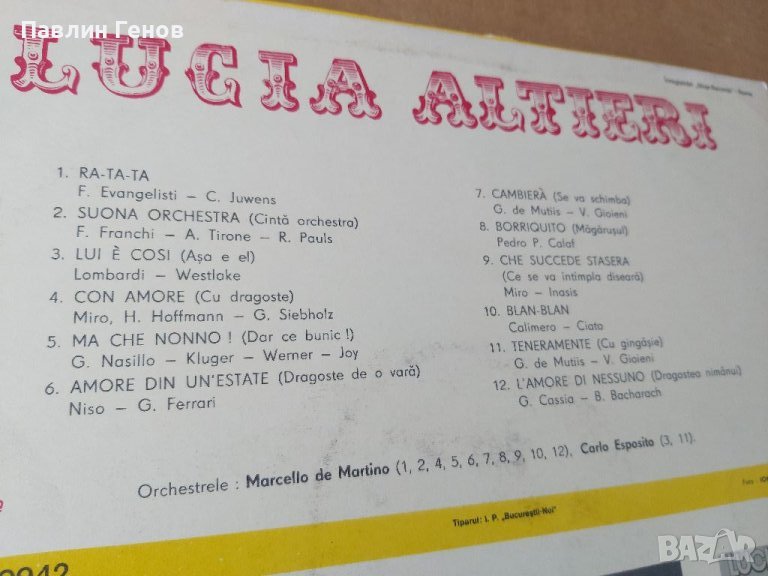 Павлин Генов
LUCIA ALTIERI
1. RA-TA-TA
F. Evangelisti – C. Juwens
2. SUONA ORCHESTRA (Cîntă orchestra)
F. Franchi – A. Tirone – R. Pauls
3. LUI È COSI (Așa e el)
Lombardi – Westlake
4. CON AMORE (Cu dragoste)
Miro, H. Hoffmann – G. Siebholz
5. MA CHE NONNO ! (Dar ce bunic !)
G. Nasillo – Kluger – Werner – Joy
6. AMORE DIN UN'ESTATE (Dragoste de o vară)
Niso – G. Ferrari
7. CAMBIERÀ (Se va schimba)
G. de Mutiis – V. Gioieni
8. BORRIQUITO (Măgărușul)
Pedro P. Calaf
9. CHE SUCCEDE STASERA
(Ce se va întîmpla diseară)
Miro – Inasis
10. BLAN-BLAN
Calimero – Ciato
11. TENERAMENTE (Cu gingășie)
G. de Mutiis – V. Gioieni
12. L'AMORE DI NESSUNO (Dragostea nimănui)
G. Cassia – B. Bacharach
Orchestrele : Marcello de Martino (1, 2, 4, 5, 6, 7, 8, 9, 10, 12), Carlo Esposito (3, 11).
Tiparul: I. P. „Bucureștii-Noi"
Foto
bazar